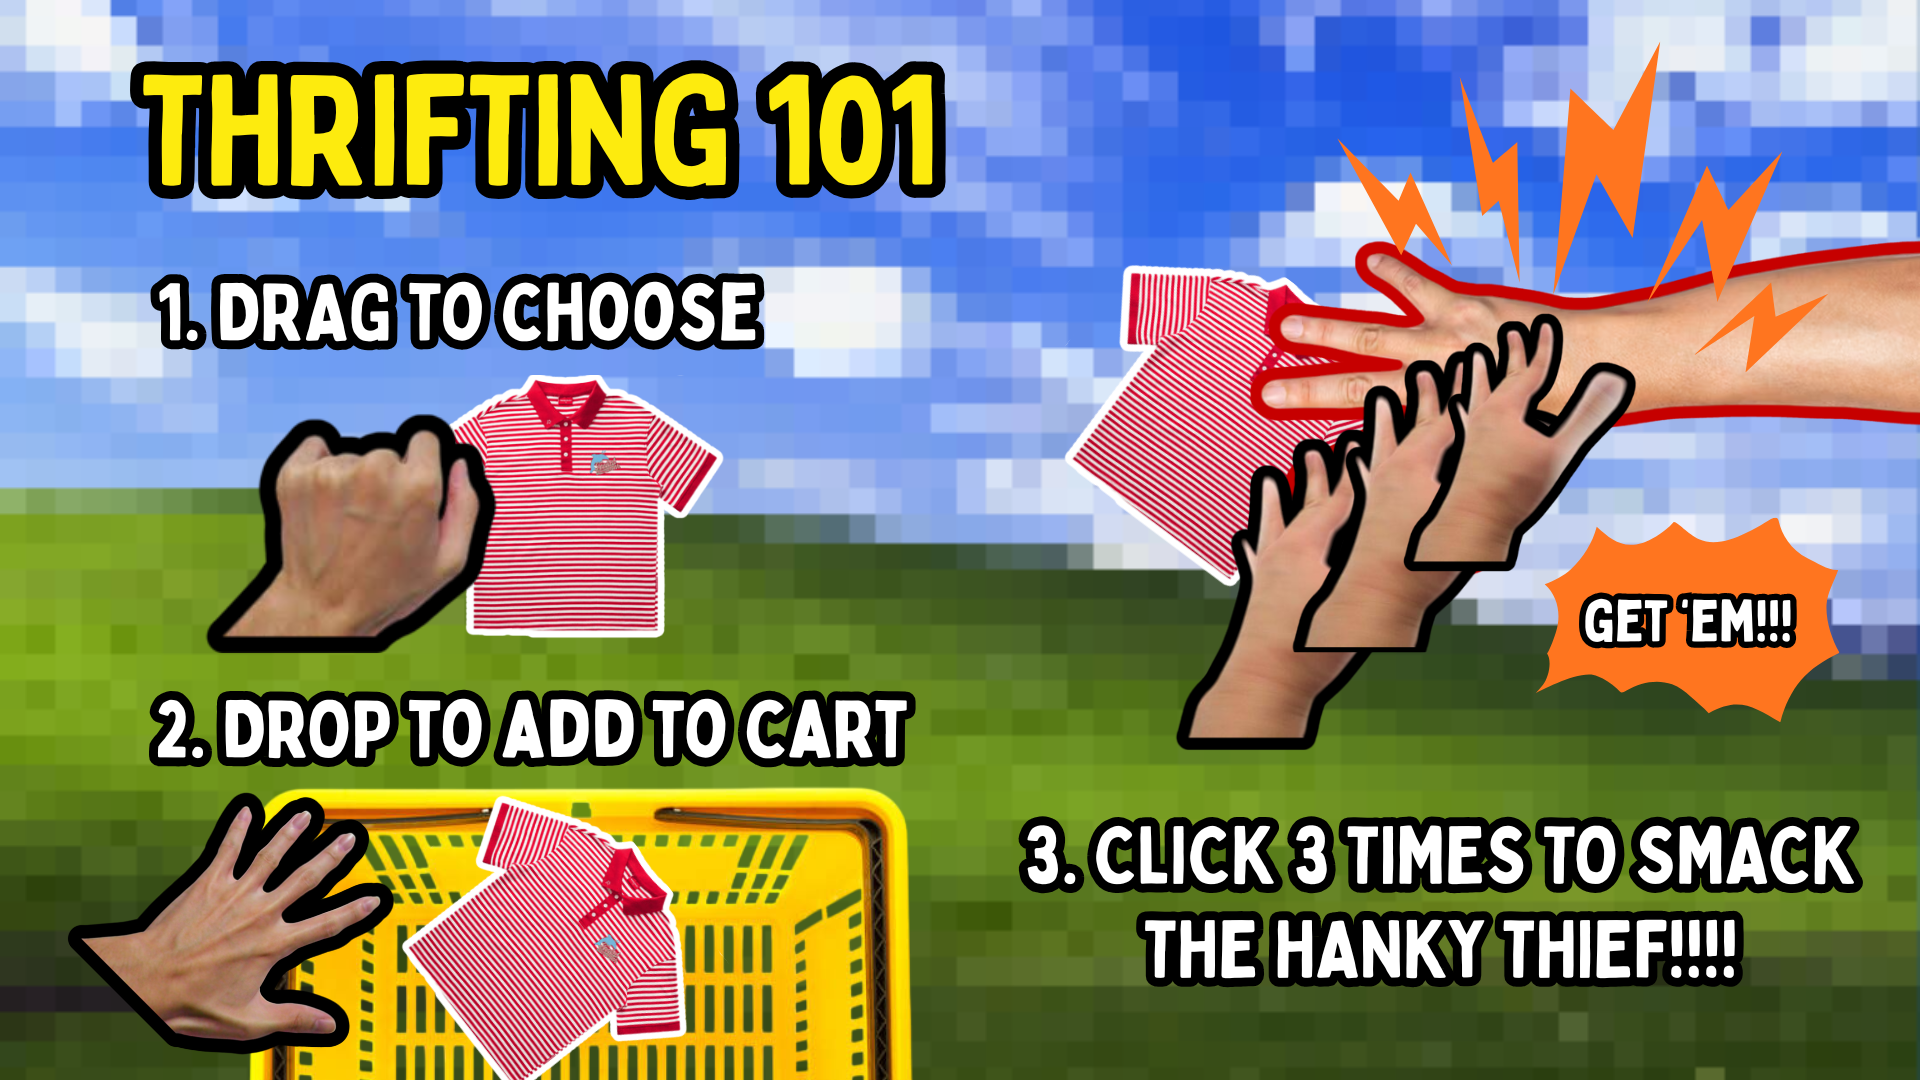 THRIFTING 101
1. DRAG TO CHOOSE
2. DROP TO ADD TO CART
GET 'EM!!!
3. CLICK 3 TIMES TO SMACK
THE HANKY THIEF!!!!